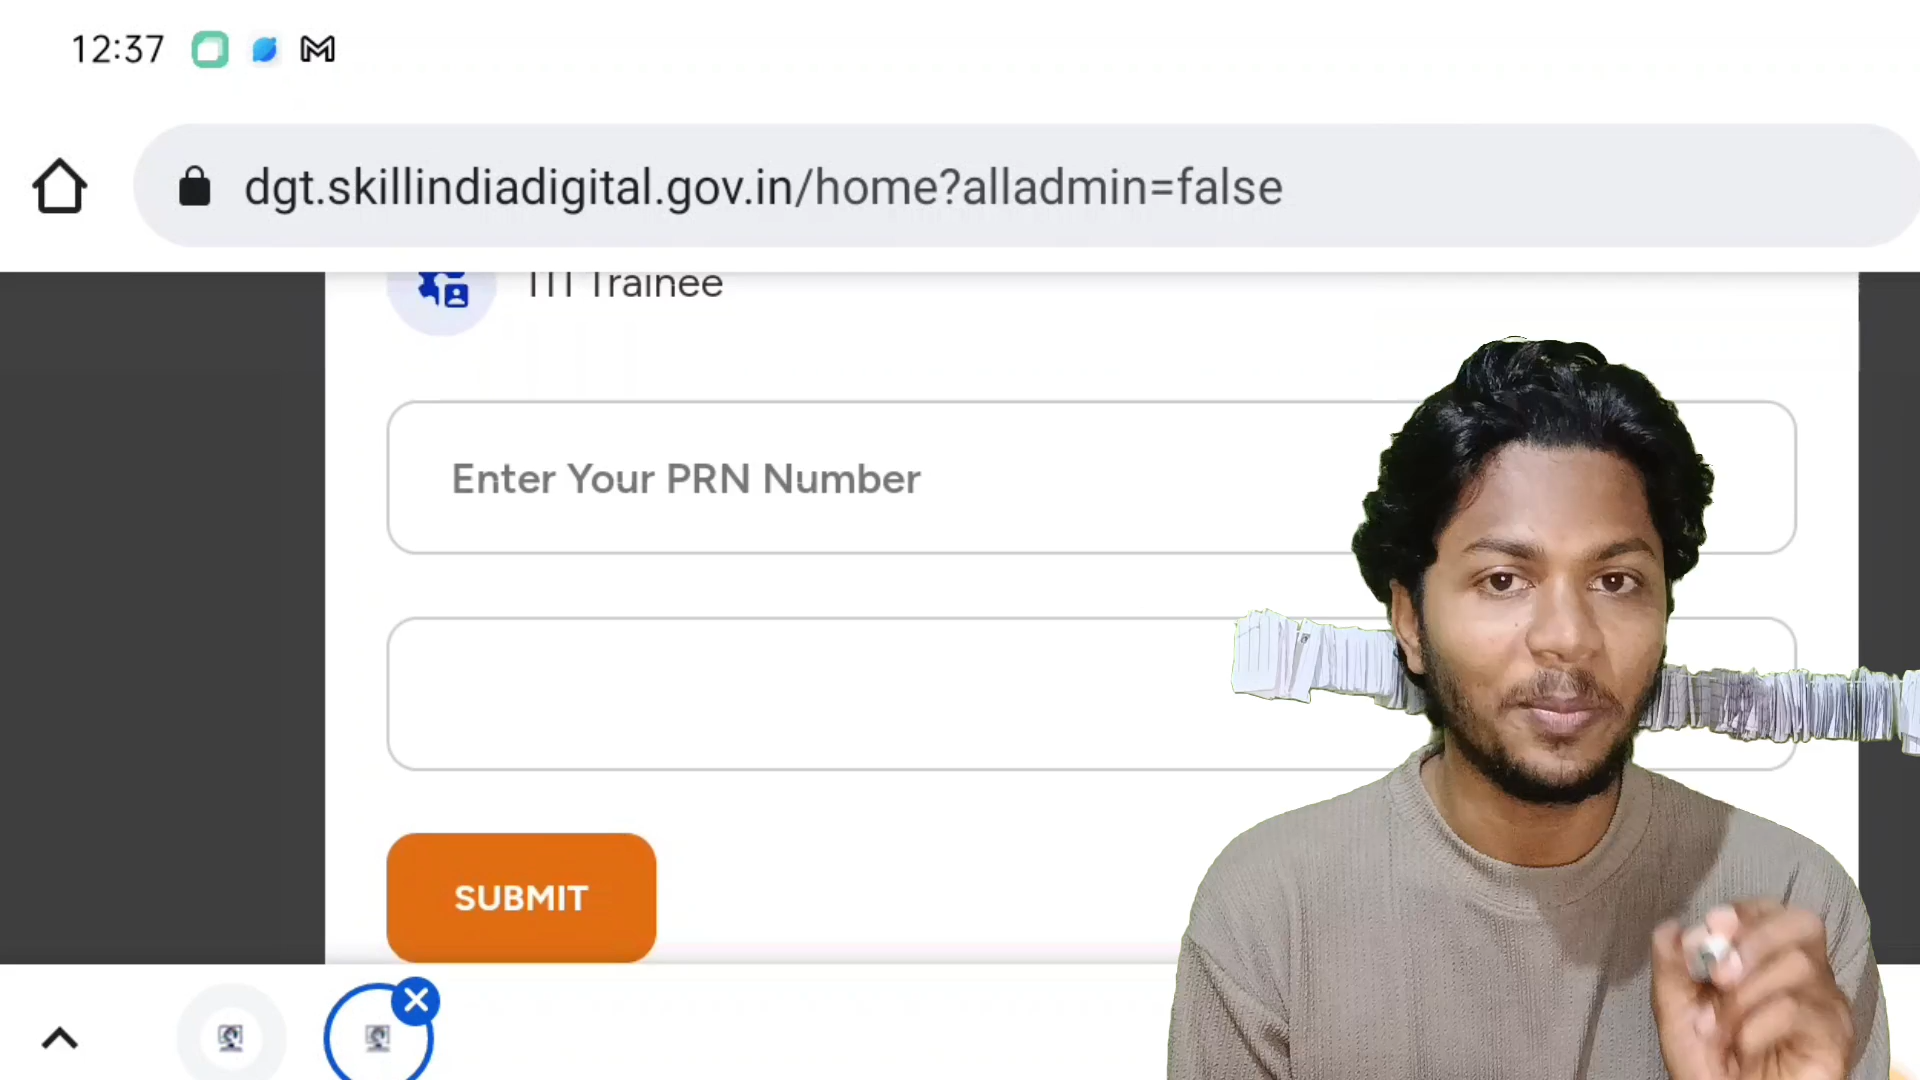 12:37
dgt.skillindiadigital.gov.in/home?alladmin=false
ITI Trainee
Enter Your PRN Number
SUBMIT